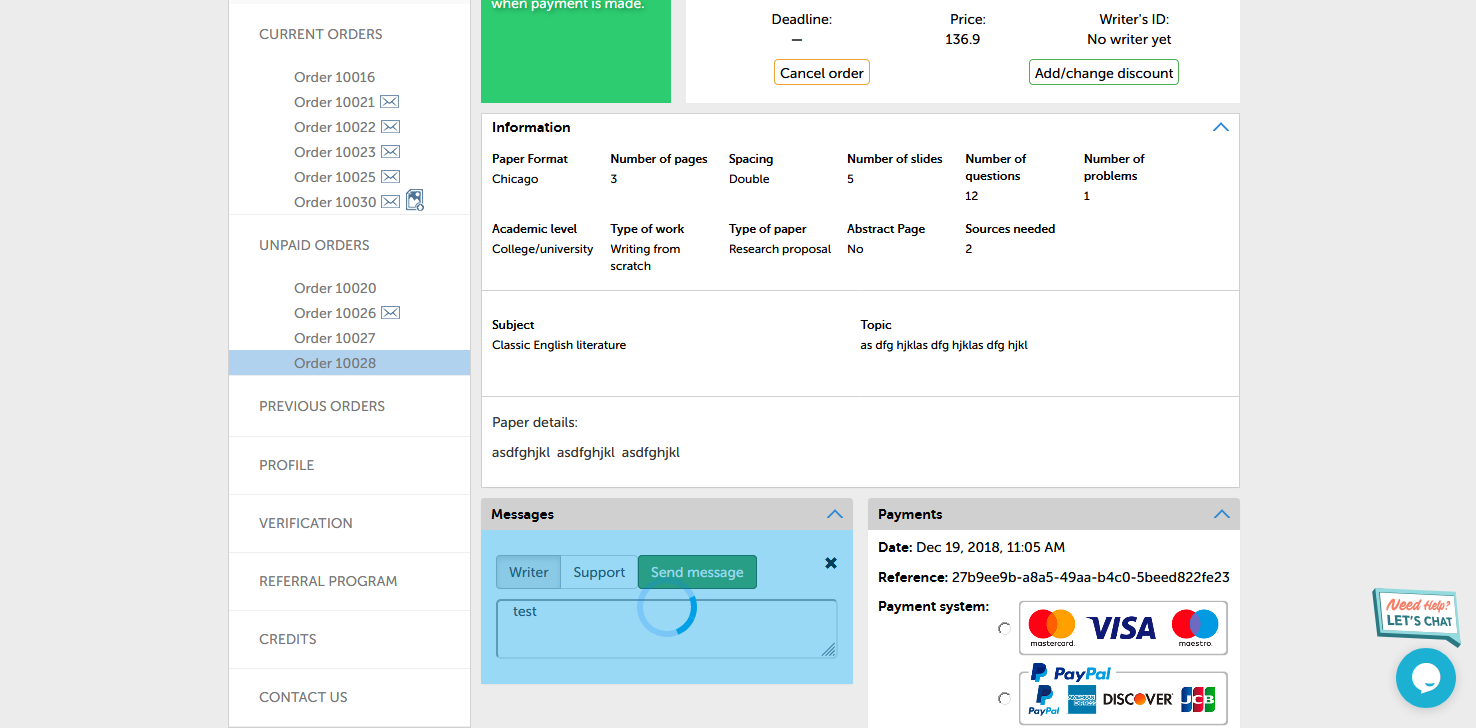 when payment is made.
CURRENT ORDERS
Order 10016
Order 10021
Order 10022
Order 10023
Order 10025
Order 10030
UNPAID ORDERS
Order 10020
Order 10026
Order 10027
Order 10028
PREVIOUS ORDERS
PROFILE
VERIFICATION
REFERRAL PROGRAM
CREDITS
CONTACT US
Deadline: Price: Writer's ID:
— 136.9 No writer yet
Cancel order Add/change discount
Information
Paper Format Number of pages Spacing Number of slides Number of questions Number of problems
Chicago 3 Double 5 12 1
Academic level Type of work Type of paper Abstract Page Sources needed
College/university Writing from scratch Research proposal No 2
Subject Topic
Classic English literature as dfg hjklas dfg hjklas dfg hjkl
Paper details:
asdfghjkl asdfghjkl asdfghjkl
Messages
Writer Support Send message
test
Payments
Date: Dec 19, 2018, 11:05 AM
Reference: 27b9ee9b-a8a5-49aa-b4c0-5beed822fe23
Payment system:
mastercard. VISA maestro.
PayPal
PayPal AMERICAN EXPRESS DISCOVER JCB
Need Help?
LET'S CHAT